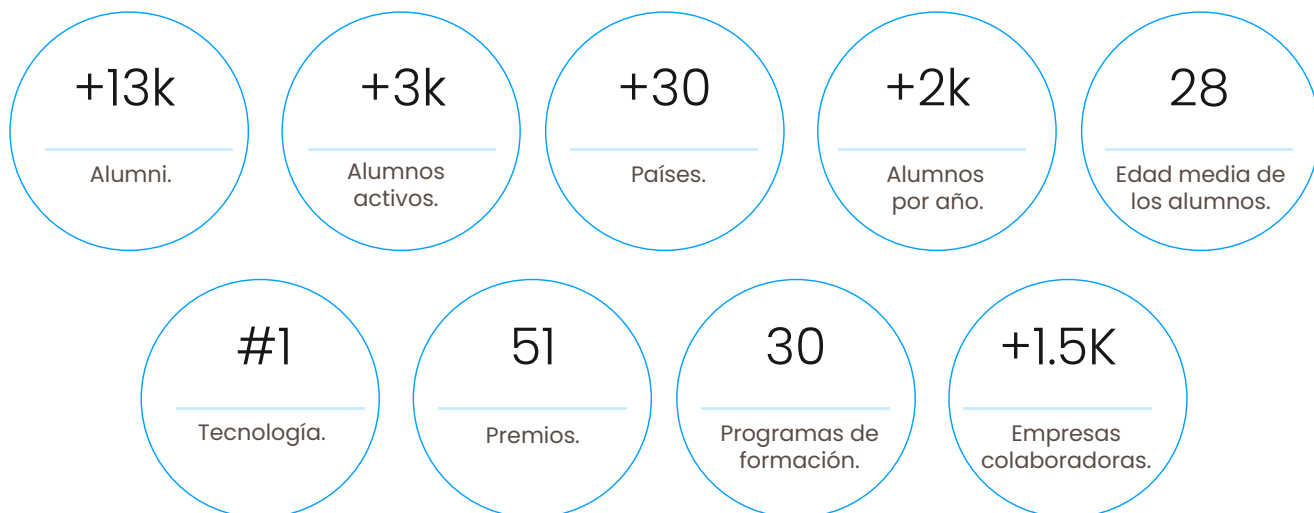 +13k
Alumni.
+3k
Alumnos
activos.
+30
Países.
+2k
Alumnos
por año.
28
Edad media de
los alumnos.
#1
Tecnología.
51
Premios.
30
Programas de
formación.
+1.5K
Empresas
colaboradoras.